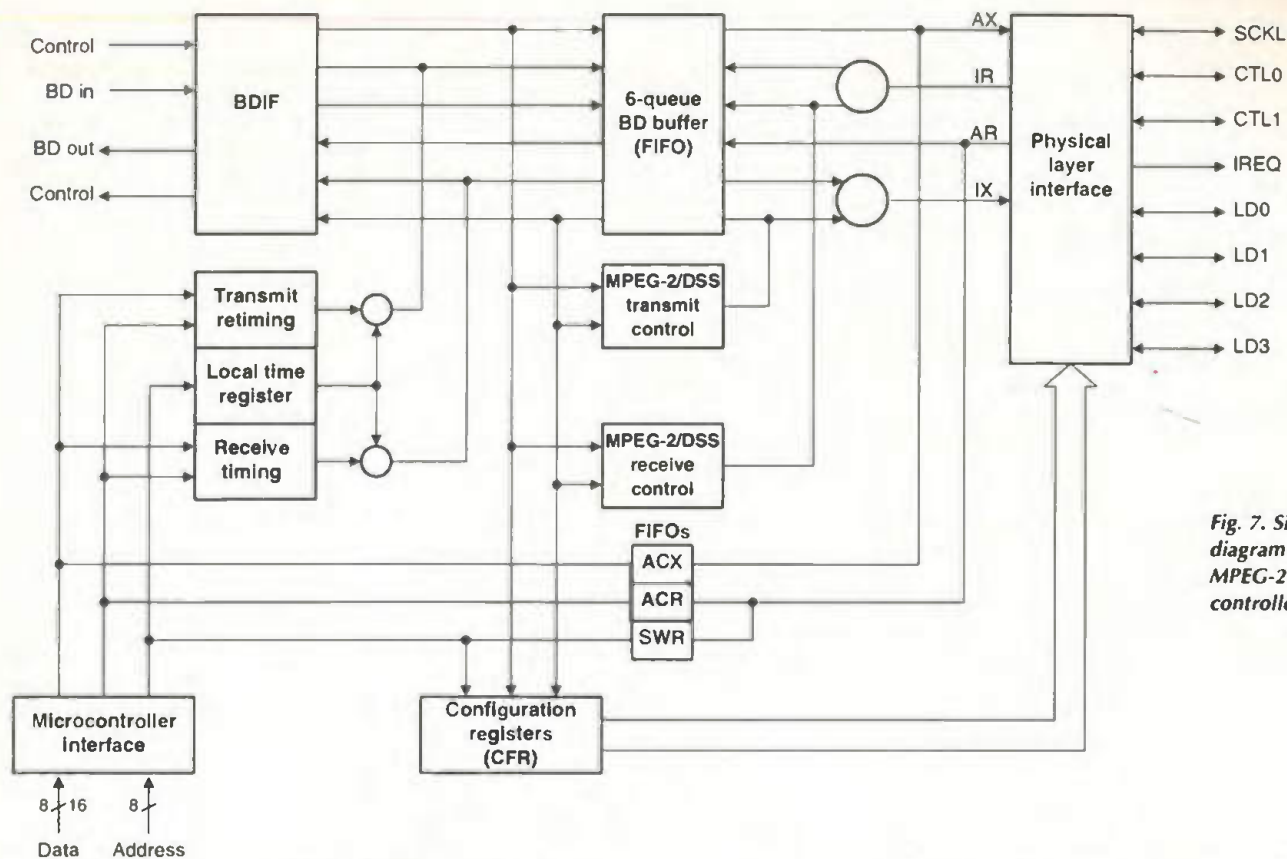 Control
BD in
BD out
Control
BDIF
6-queue
BD buffer
(FIFO)
AX
IR
AR
IX
Physical
layer
interface
SCKL
CTL0
CTL1
IREQ
LD0
LD1
LD2
LD3
Transmit
retiming
Local time
register
Receive
timing
MPEG-2/DSS
transmit
control
MPEG-2/DSS
receive
control
FIFOs
ACX
ACR
SWR
Microcontroller
interface
Configuration
registers
(CFR)
8 16
8
Data
Address
Fig. 7.
diagram
MPEG-2